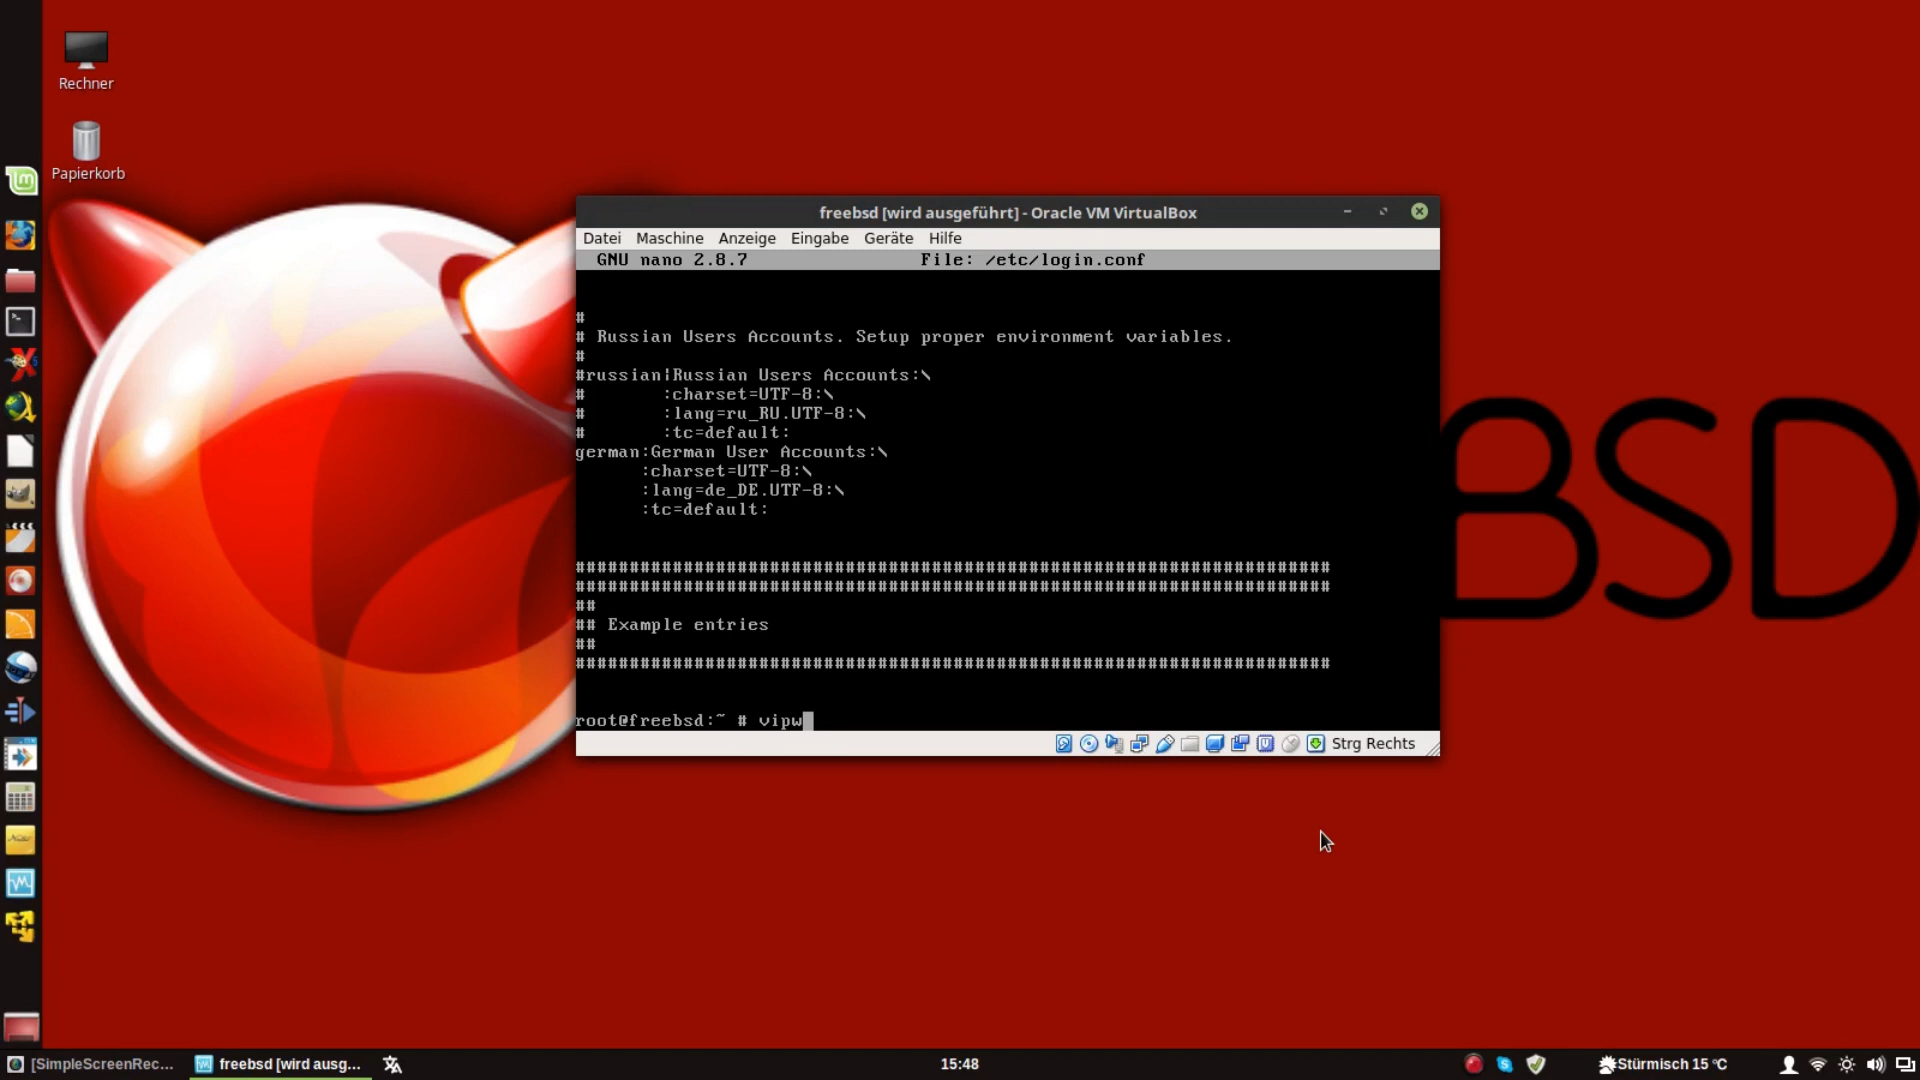 Rechner
Papierkorb
BSD
freebsd [wird ausgeführt] - Oracle VM VirtualBox
Datei Maschine Anzeige Eingabe Geräte Hilfe
GNU nano 2.8.7 File: /etc/login.conf
#
# Russian Users Accounts. Setup proper environment variables.
#
#russian|Russian Users Accounts:\
# :charset=UTF-8:\
# :lang=ru_RU.UTF-8:\
# :tc=default:
german:German User Accounts:\
:charset=UTF-8:\
:lang=de_DE.UTF-8:\
:tc=default:
######################################################################
######################################################################
##
## Example entries
##
######################################################################
root@freebsd:~ # vipw
Strg Rechts
[SimpleScreenRec...
freebsd [wird ausg...
15:48
Stürmisch 15 °C